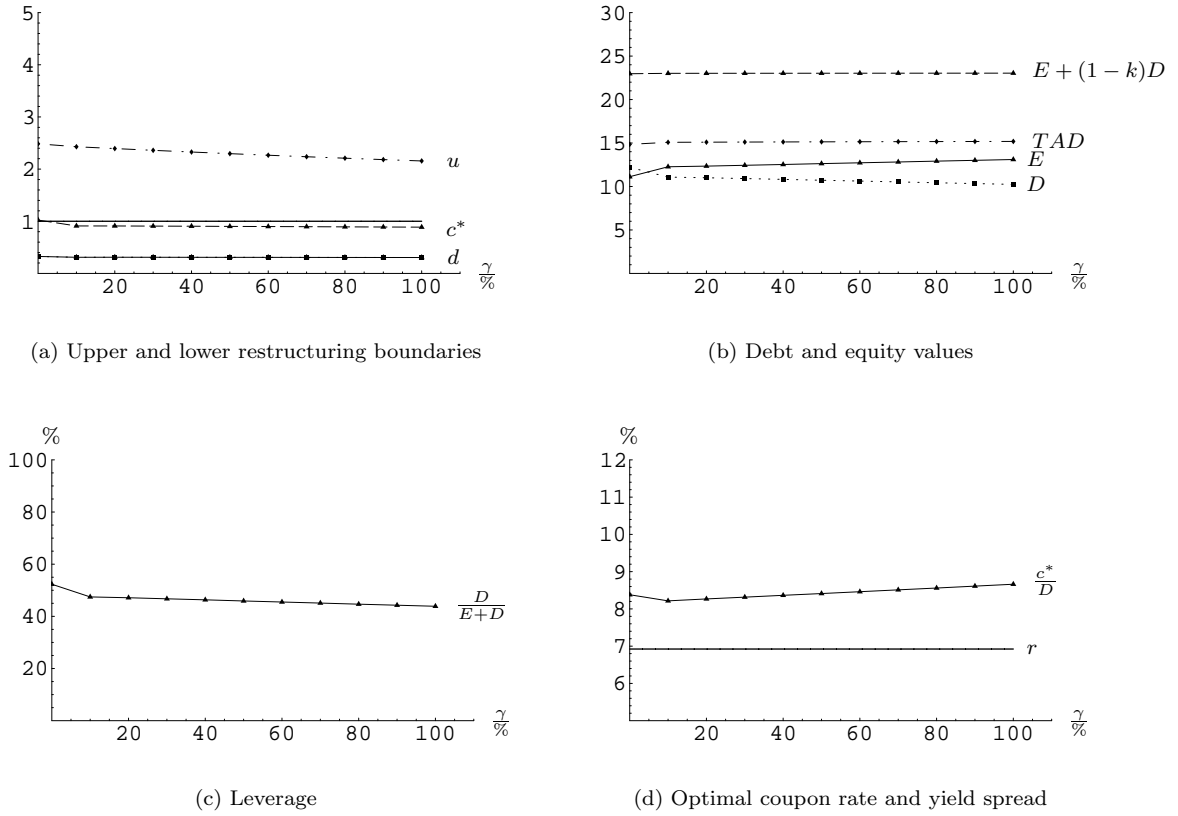 5
4
3
2
1
u
c*
d
20 40 60 80 100
γ/%
(a) Upper and lower restructuring boundaries
30
25
20
15
10
5
E + (1 − k)D
TAD
E
D
20 40 60 80 100
γ/%
(b) Debt and equity values
%
100
80
60
40
20
D/E+D
20 40 60 80 100
γ/%
(c) Leverage
%
12
11
10
9
8
7
6
c*/D
r
20 40 60 80 100
γ/%
(d) Optimal coupon rate and yield spread